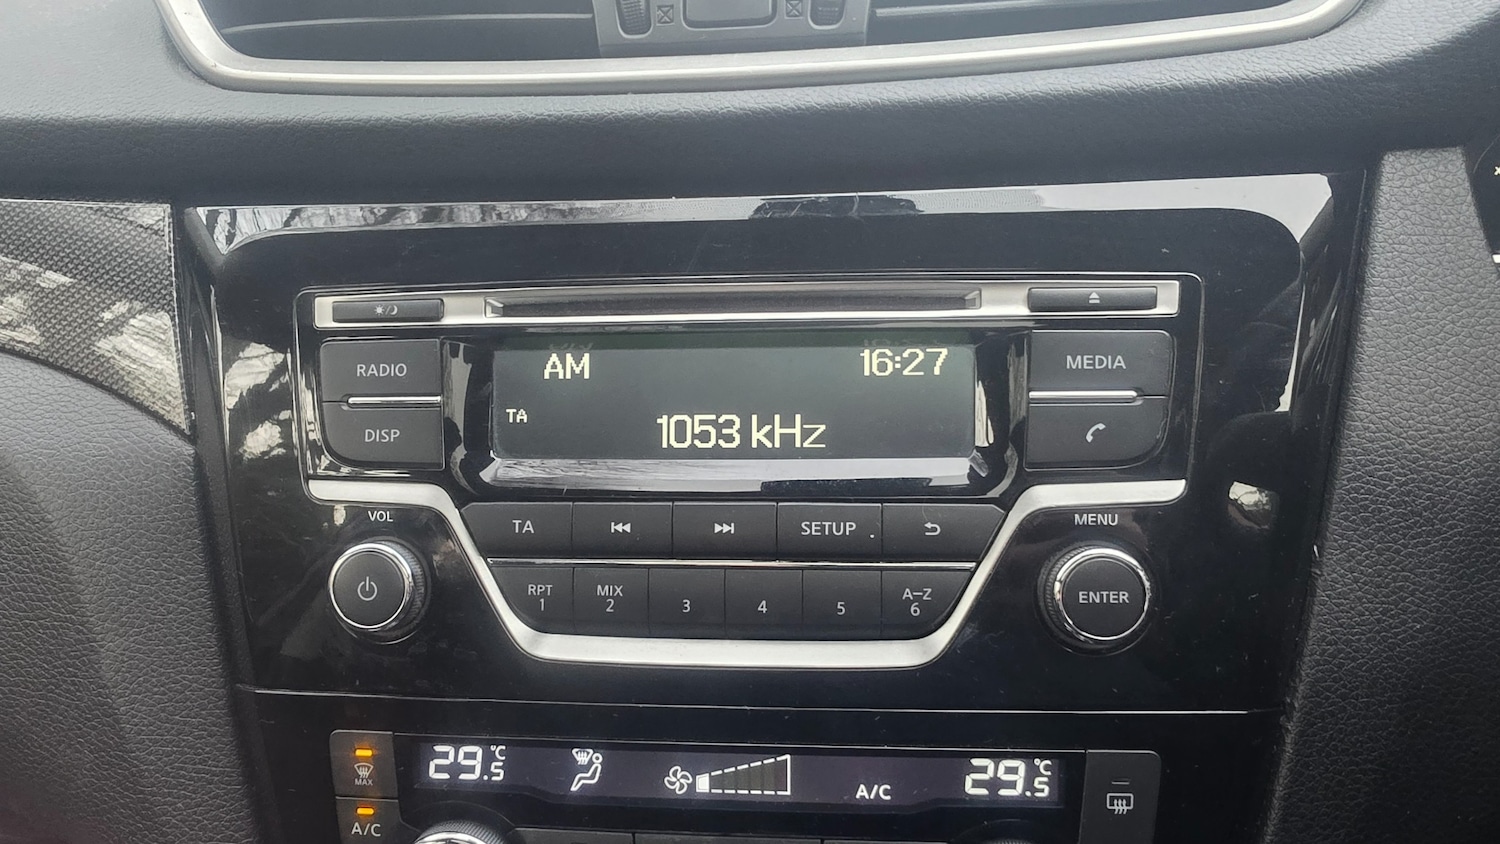 AM 16:27
TA
1053 kHz
RADIO
DISP
MEDIA
VOL
TA
SETUP
MENU
RPT
1
MIX
2
3
4
5
A–Z
6
ENTER
29.5°C
A/C
29.5°C
MAX
A/C